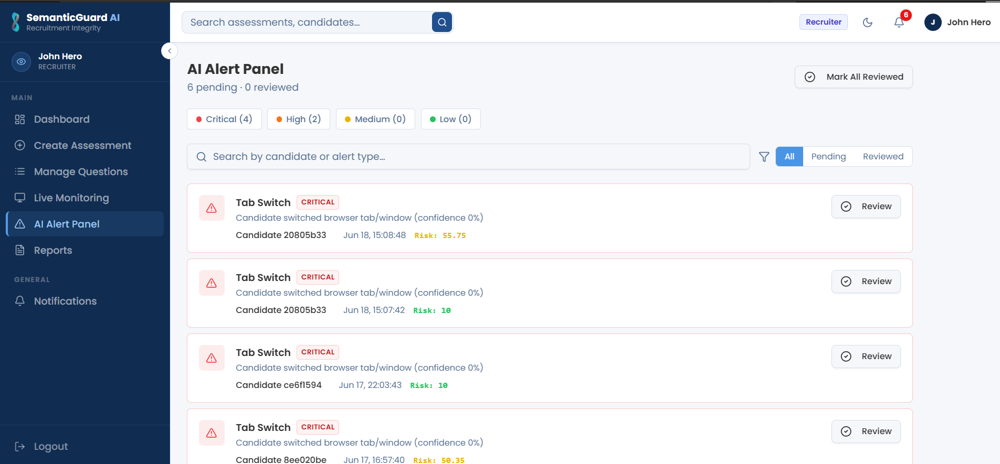 SemanticGuard AI
Recruitment Integrity
Search assessments, candidates...
Recruiter
6
J
John Hero
John Hero
RECRUITER
MAIN
Dashboard
Create Assessment
Manage Questions
Live Monitoring
AI Alert Panel
Reports
GENERAL
Notifications
Logout
AI Alert Panel
6 pending · 0 reviewed
Mark All Reviewed
Critical (4)
High (2)
Medium (0)
Low (0)
Search by candidate or alert type...
All
Pending
Reviewed
Tab Switch CRITICAL
Candidate switched browser tab/window (confidence 0%)
Candidate 20805b33 Jun 18, 15:08:48 Risk: 55.75
Review
Tab Switch CRITICAL
Candidate switched browser tab/window (confidence 0%)
Candidate 20805b33 Jun 18, 15:07:42 Risk: 10
Review
Tab Switch CRITICAL
Candidate switched browser tab/window (confidence 0%)
Candidate ce6f1594 Jun 17, 22:03:43 Risk: 10
Review
Tab Switch CRITICAL
Candidate switched browser tab/window (confidence 0%)
Candidate 8ee020be Jun 17, 16:57:40 Risk: 50.35
Review